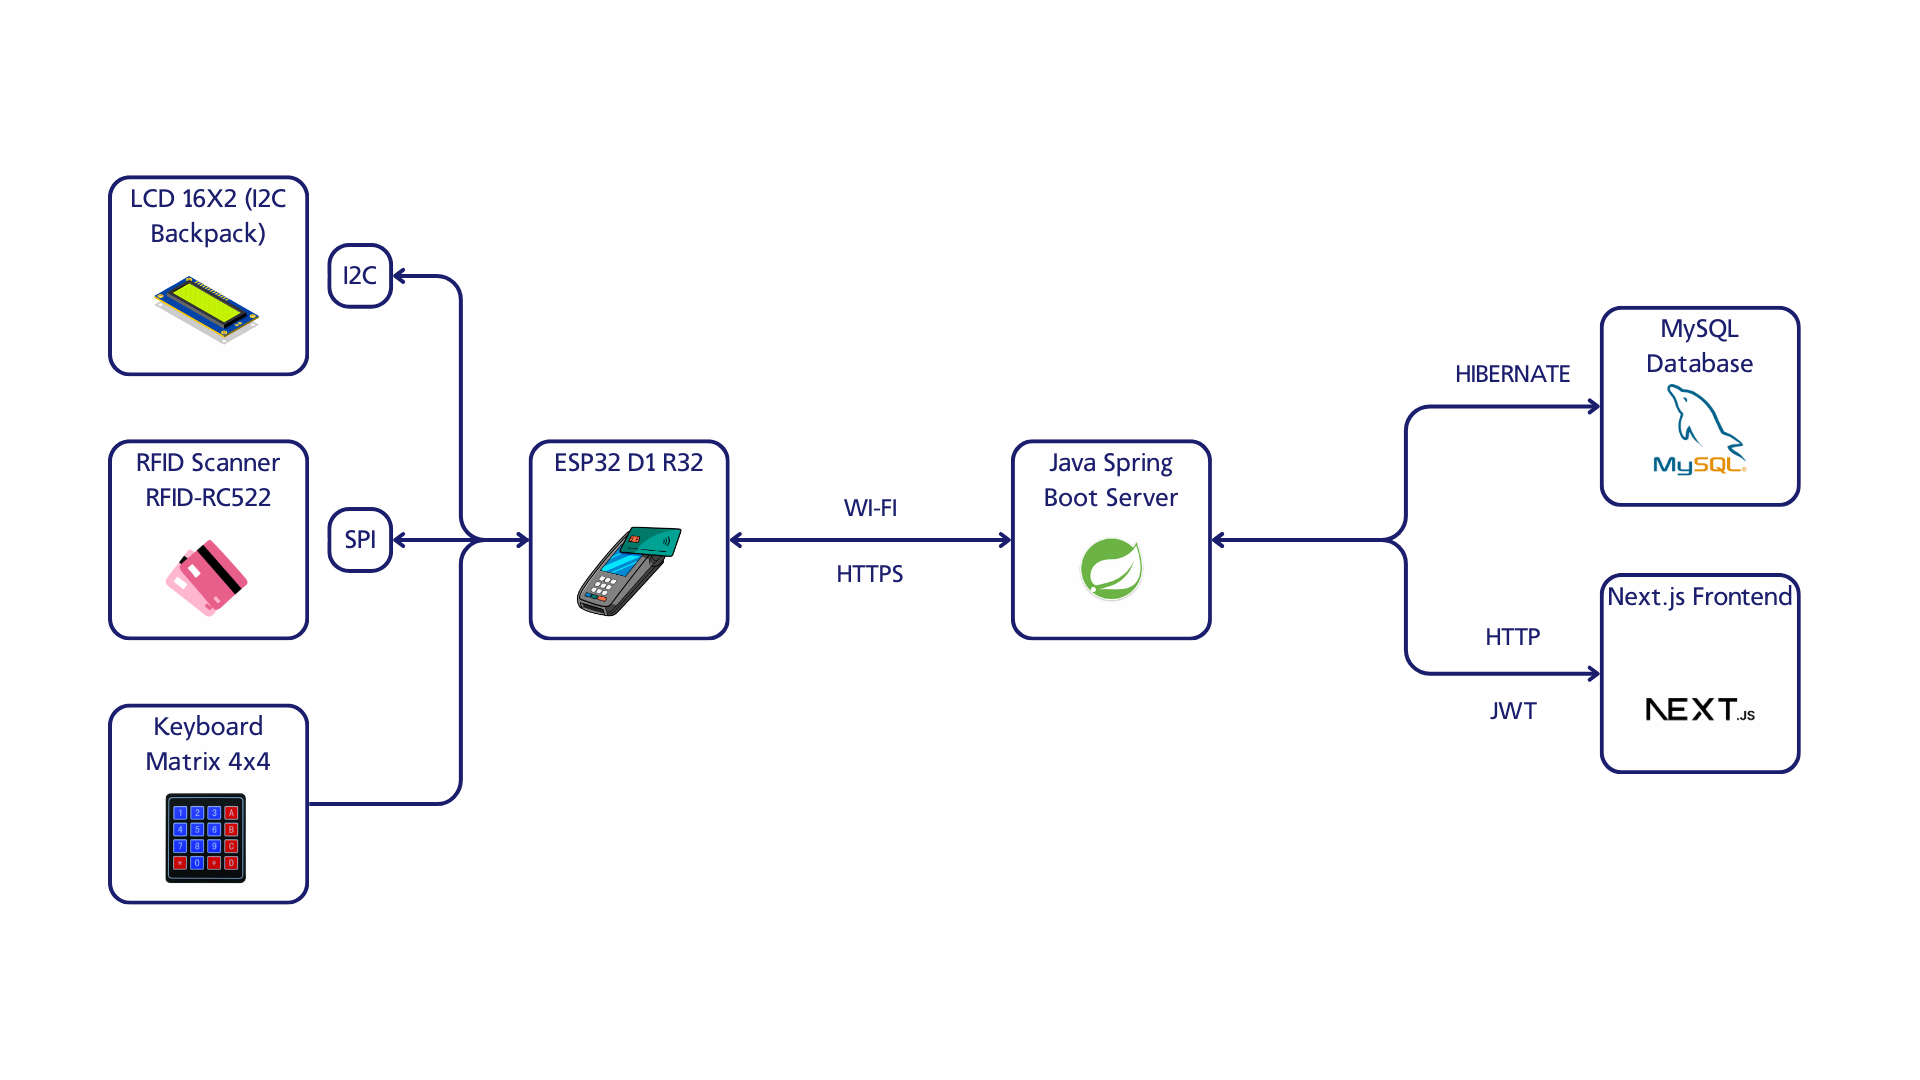 LCD 16X2 (I2C
Backpack)
I2C
RFID Scanner
RFID-RC522
SPI
Keyboard
Matrix 4x4
1 2 3 A
4 5 6 B
7 8 9 C
* 0 # D
ESP32 D1 R32
WI-FI
HTTPS
Java Spring
Boot Server
HIBERNATE
MySQL
Database
MySQL
HTTP
JWT
Next.js Frontend
NEXT.JS